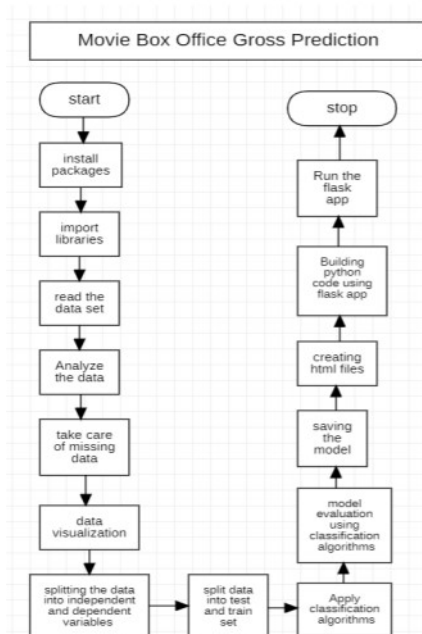 Movie Box Office Gross Prediction
start
install
packages
import
libraries
read the
data set
Analyze
the data
take care
of missing
data
data
visualization
splitting the data
into independent
and dependent
variables
split data
into test
and train
set
Apply
classification
algorithms
model
evaluation
using
classification
algorithms
saving
the
model
creating
html files
Building
python
code using
flask app
Run the
flask
app
stop